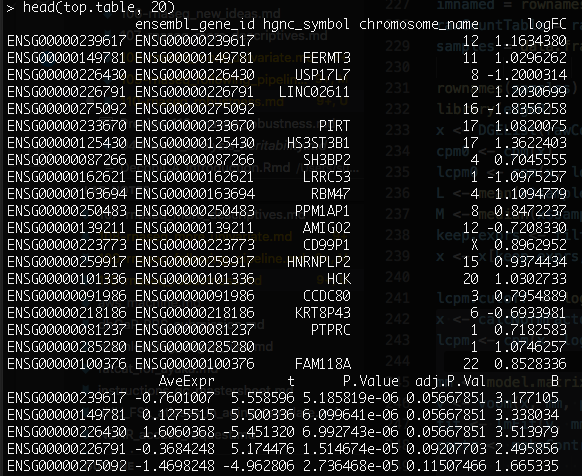 > head(top.table, 20)
ensembl_gene_id hgnc_symbol chromosome_name logFC
ENSG00000239617 ENSG00000239617 12 1.1634380
ENSG00000149781 ENSG00000149781 FERMT3 11 1.0296262
ENSG00000226430 ENSG00000226430 USP17L7 8 -1.2000314
ENSG00000226791 ENSG00000226791 LINC02611 1.2030699
ENSG00000275092 ENSG00000275092 16 -1.8356258
ENSG00000233670 ENSG00000233670 PIRT 17 1.0820075
ENSG00000125430 ENSG00000125430 HS3ST3B1 17 1.3622403
ENSG00000087266 ENSG00000087266 SH3BP2 4 0.7045555
ENSG00000162621 ENSG00000162621 LRRC53 1 -1.0975257
ENSG00000163694 ENSG00000163694 RBM47 4 1.1094779
ENSG00000250483 ENSG00000250483 PPM1AP1 8 0.8472237
ENSG00000139211 ENSG00000139211 AMIGO2 12 -0.7208330
ENSG00000223773 ENSG00000223773 CD99P1 X 0.8962952
ENSG00000259917 ENSG00000259917 HNRNPLP2 15 0.9374434
ENSG00000101336 ENSG00000101336 HCK 20 1.0302733
ENSG00000091986 ENSG00000091986 CCDC80 3 0.7954889
ENSG00000218186 ENSG00000218186 KRT8P43 6 -0.6933981
ENSG00000081237 ENSG00000081237 PTPRC 1 0.7182583
ENSG00000285280 ENSG00000285280 1 1.0746257
ENSG00000100376 ENSG00000100376 FAM118A 22 0.8528336
AveExpr t P.Value adj.P.Val B
ENSG00000239617 -0.7601007 5.558596 5.185819e-06 0.05667851 3.177105
ENSG00000149781 0.1275515 5.500336 6.099641e-06 0.05667851 3.338034
ENSG00000226430 1.6060368 -5.451320 6.992743e-06 0.05667851 3.513979
ENSG00000226791 -0.3684248 5.174476 1.514674e-05 0.09207703 2.495856
ENSG00000275092 -1.4698248 -4.962806 2.736468e-05 0.11907466 1.665315